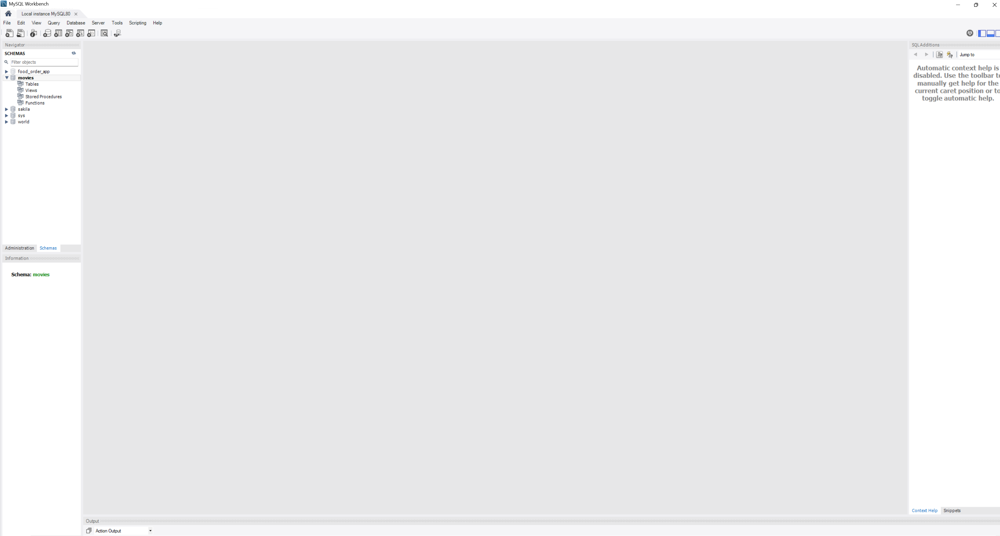 MySQL Workbench
Local instance MySQL80
File Edit View Query Database Server Tools Scripting Help
Navigator
SCHEMAS
Filter objects
food_order_app
movies
Tables
Views
Stored Procedures
Functions
sakila
sys
world
Administration Schemas
Information
Schema: movies
SQLAdditions
Jump to
Automatic context help is
disabled. Use the toolbar to
manually get help for the
current caret position or to
toggle automatic help.
Context Help Snippets
Output
Action Output